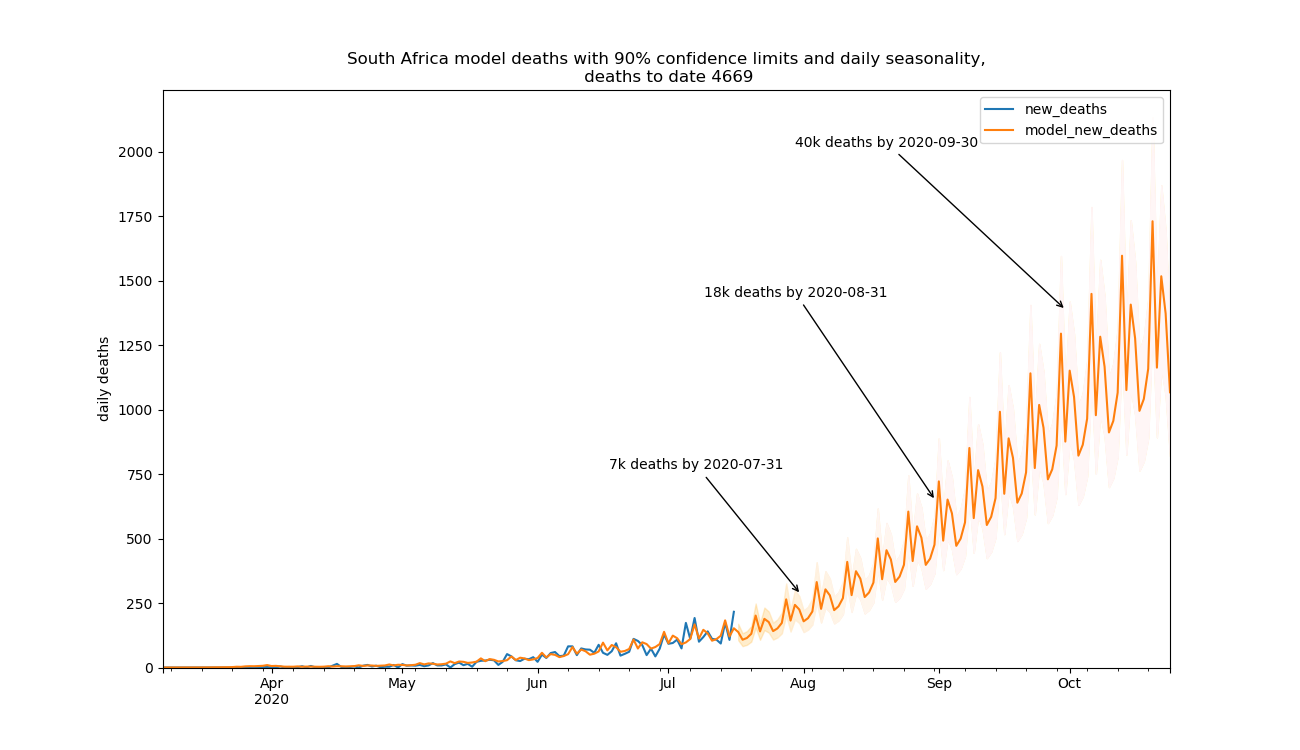 South Africa model deaths with 90% confidence limits and daily seasonality,
deaths to date 4669
new_deaths
model_new_deaths
40k deaths by 2020-09-30
18k deaths by 2020-08-31
7k deaths by 2020-07-31
daily deaths
2000
1750
1500
1250
1000
750
500
250
0
Apr May Jun Jul Aug Sep Oct
2020